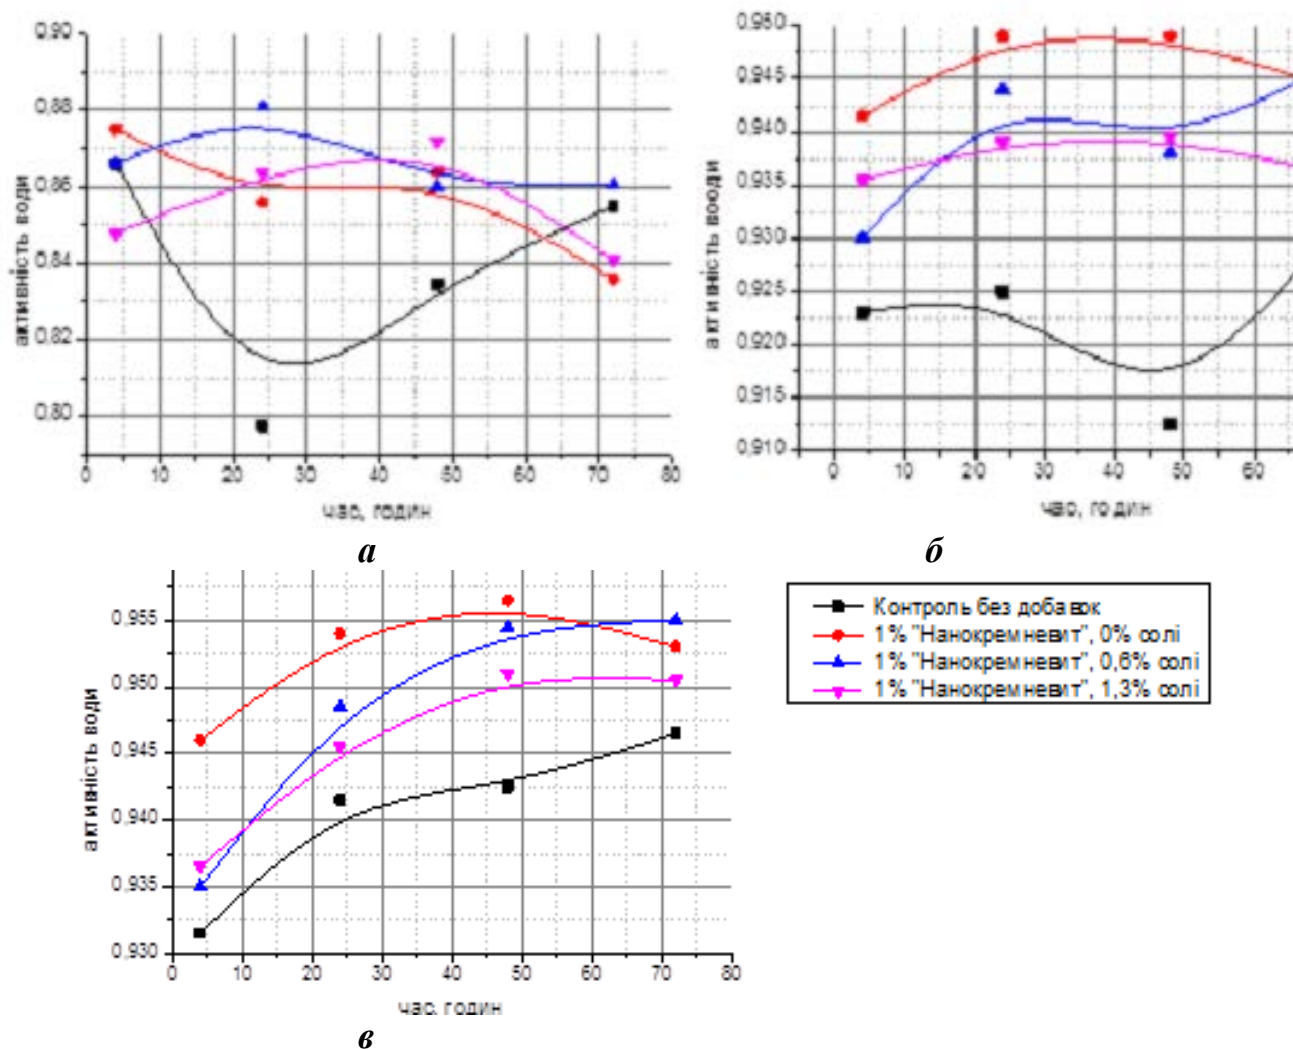 0,90
0,88
0,86
0,84
0,82
0,80
активність води
0 10 20 30 40 50 60 70 80
час, годин
а
0,950
0,945
0,940
0,935
0,930
0,925
0,920
0,915
0,910
активність вооди
0 10 20 30 40 50 60
час, годин
б
0,955
0,950
0,945
0,940
0,935
0,930
активність води
0 10 20 30 40 50 60 70 80
час, годин
в
Контроль без добавок
1% "Нанокремневит", 0% солі
1% "Нанокремневит", 0,6% солі
1% "Нанокремневит", 1,3% солі